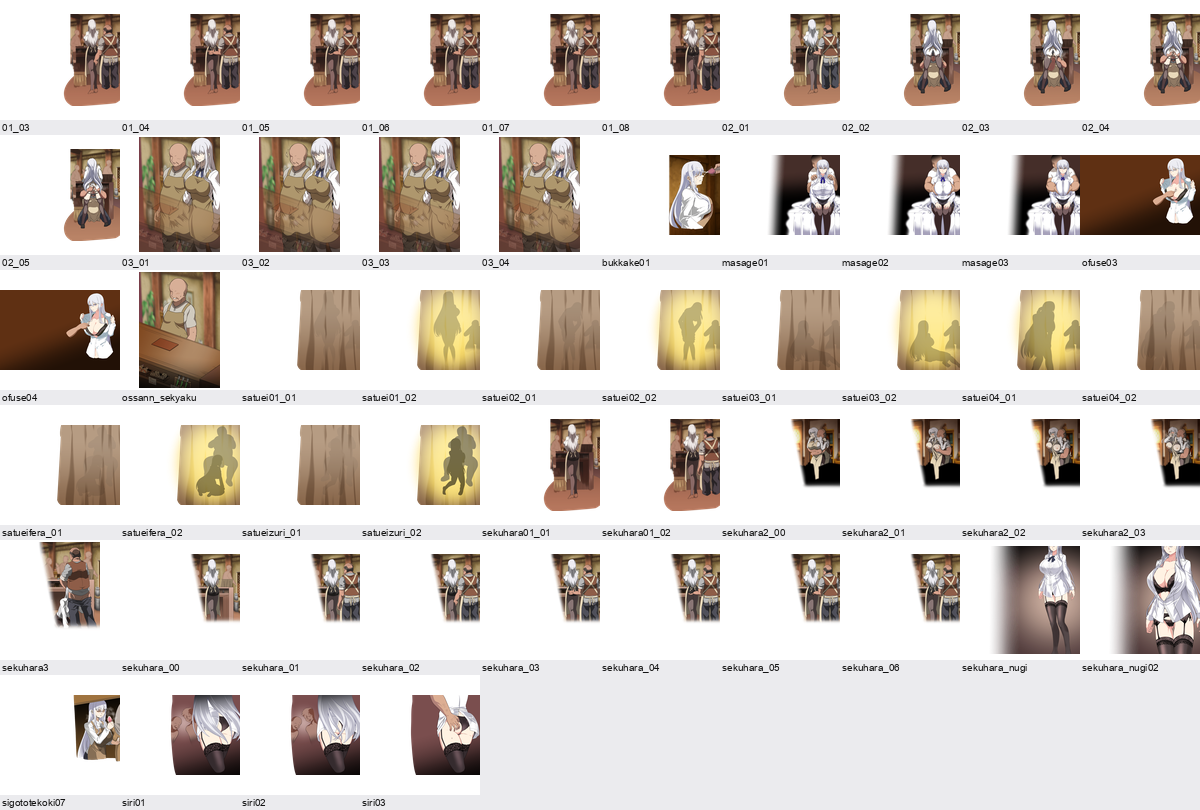 01_03 01_04 01_05 01_06 01_07 01_08 02_01 02_02 02_03 02_04
02_05 03_01 03_02 03_03 03_04 bukkake01 masage01 masage02 masage03 ofuse03
ofuse04 ossann_sekyaku satuei01_01 satuei01_02 satuei02_01 satuei02_02 satuei03_01 satuei03_02 satuei04_01 satuei04_02
satueifera_01 satueifera_02 satueizuri_01 satueizuri_02 sekuhara01_01 sekuhara01_02 sekuhara2_00 sekuhara2_01 sekuhara2_02 sekuhara2_03
sekuhara3 sekuhara_00 sekuhara_01 sekuhara_02 sekuhara_03 sekuhara_04 sekuhara_05 sekuhara_06 sekuhara_nugi sekuhara_nugi02
sigototekoki07 siri01 siri02 siri03